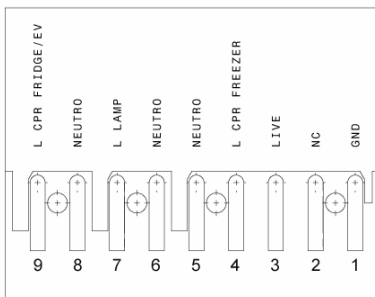 L CPR FRIDGE/EV
NEUTRO
L LAMP
NEUTRO
NEUTRO
L CPR FREEZER
LIVE
NC
GND
9 8 7 6 5 4 3 2 1